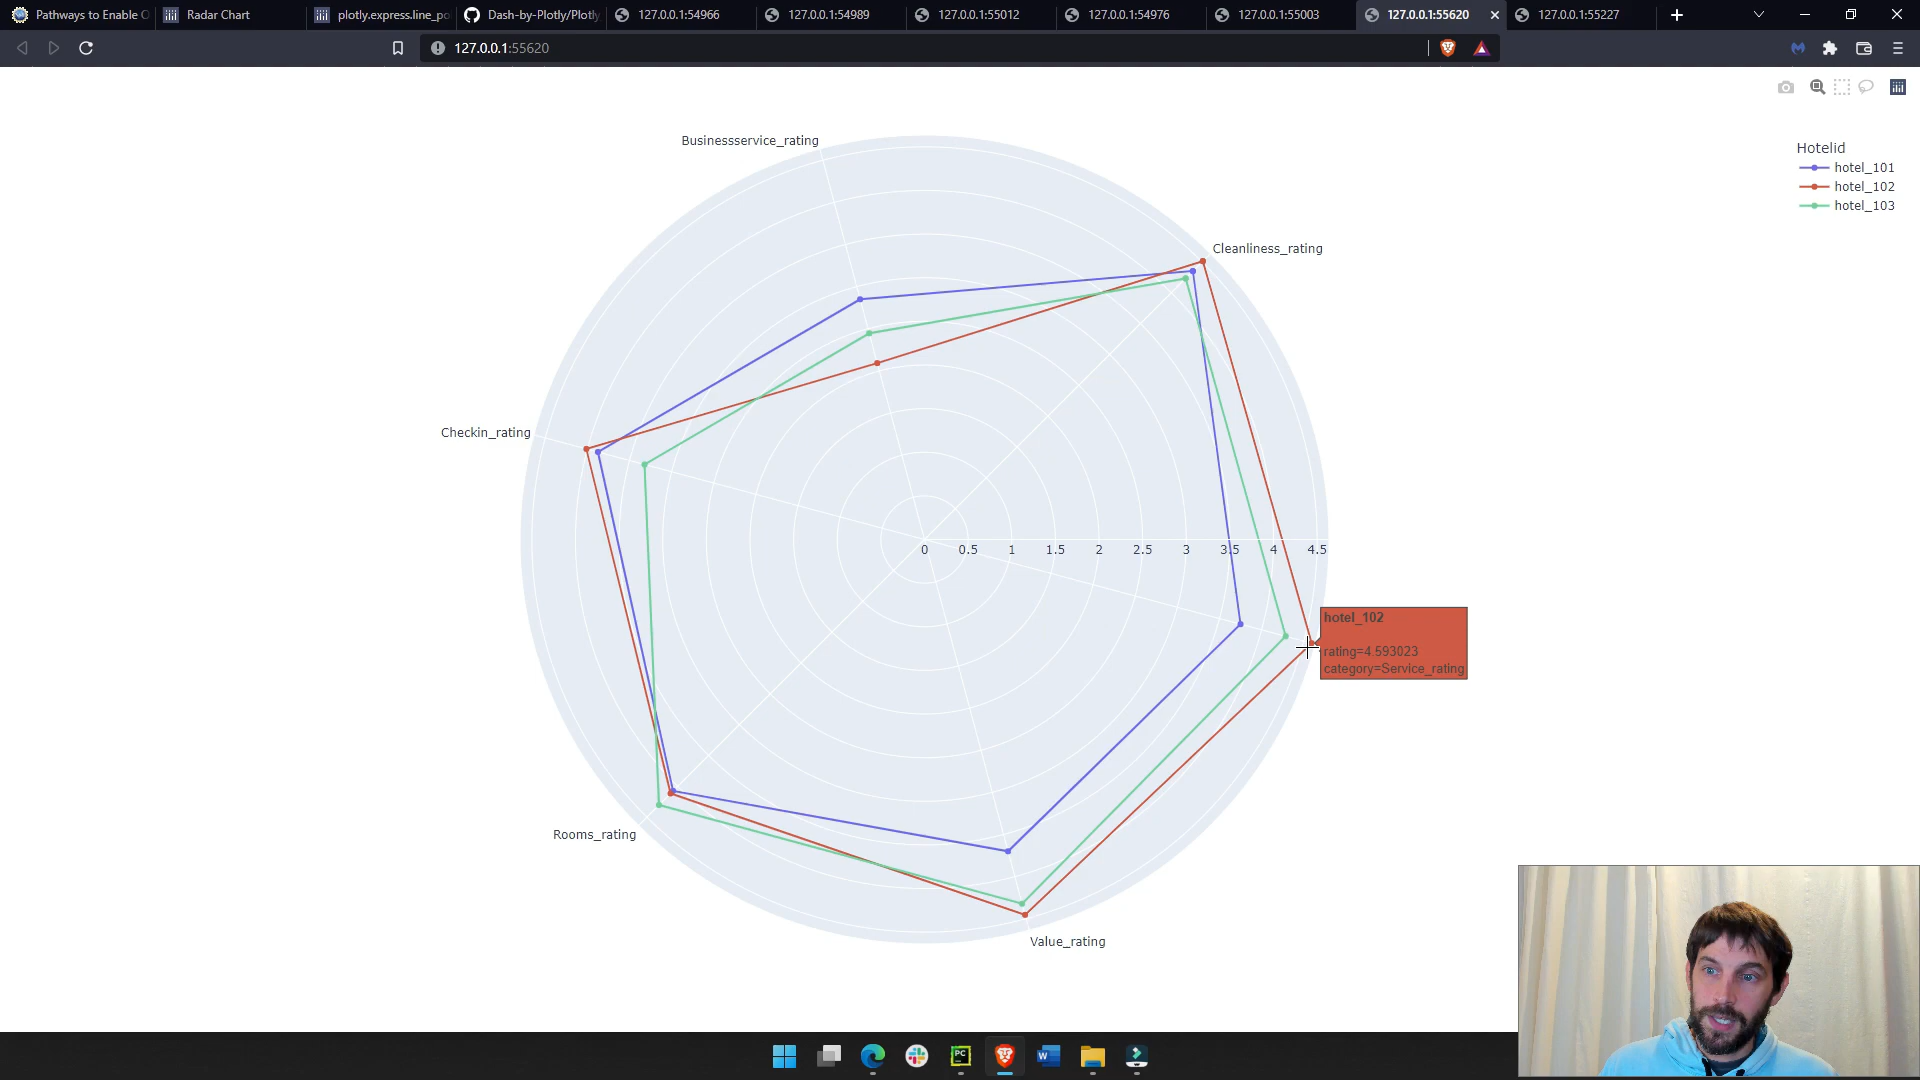 Pathways to Enable O
Radar Chart
plotly.express.line_po
Dash-by-Plotly/Plotly
127.0.0.1:54966
127.0.0.1:54989
127.0.0.1:55012
127.0.0.1:54976
127.0.0.1:55003
127.0.0.1:55620
127.0.0.1:55227
127.0.0.1:55620
Hotelid
hotel_101
hotel_102
hotel_103
Businessservice_rating
Cleanliness_rating
Checkin_rating
0 0.5 1 1.5 2 2.5 3 3.5 4 4.5
hotel_102
rating=4.593023
category=Service_rating
Rooms_rating
Value_rating
PC
W